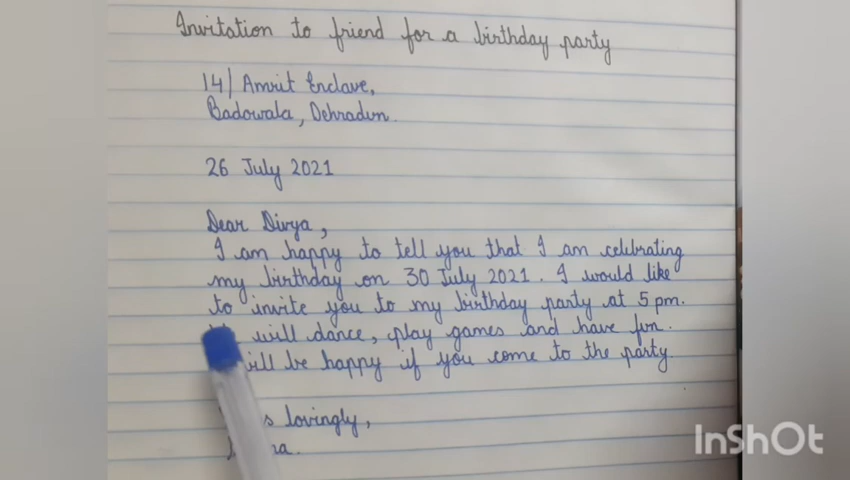 Invitation to friend for a birthday party
14/ Amrit Enclave,
Badowala, Dehradun.
26 July 2021
Dear Divya,
I am happy to tell you that I am celebrating
my birthday on 30 July 2021. I would like
to invite you to my birthday party at 5 pm.
will dance, play games and have fun.
be happy if you come to the party.
lovingly,
InShOt